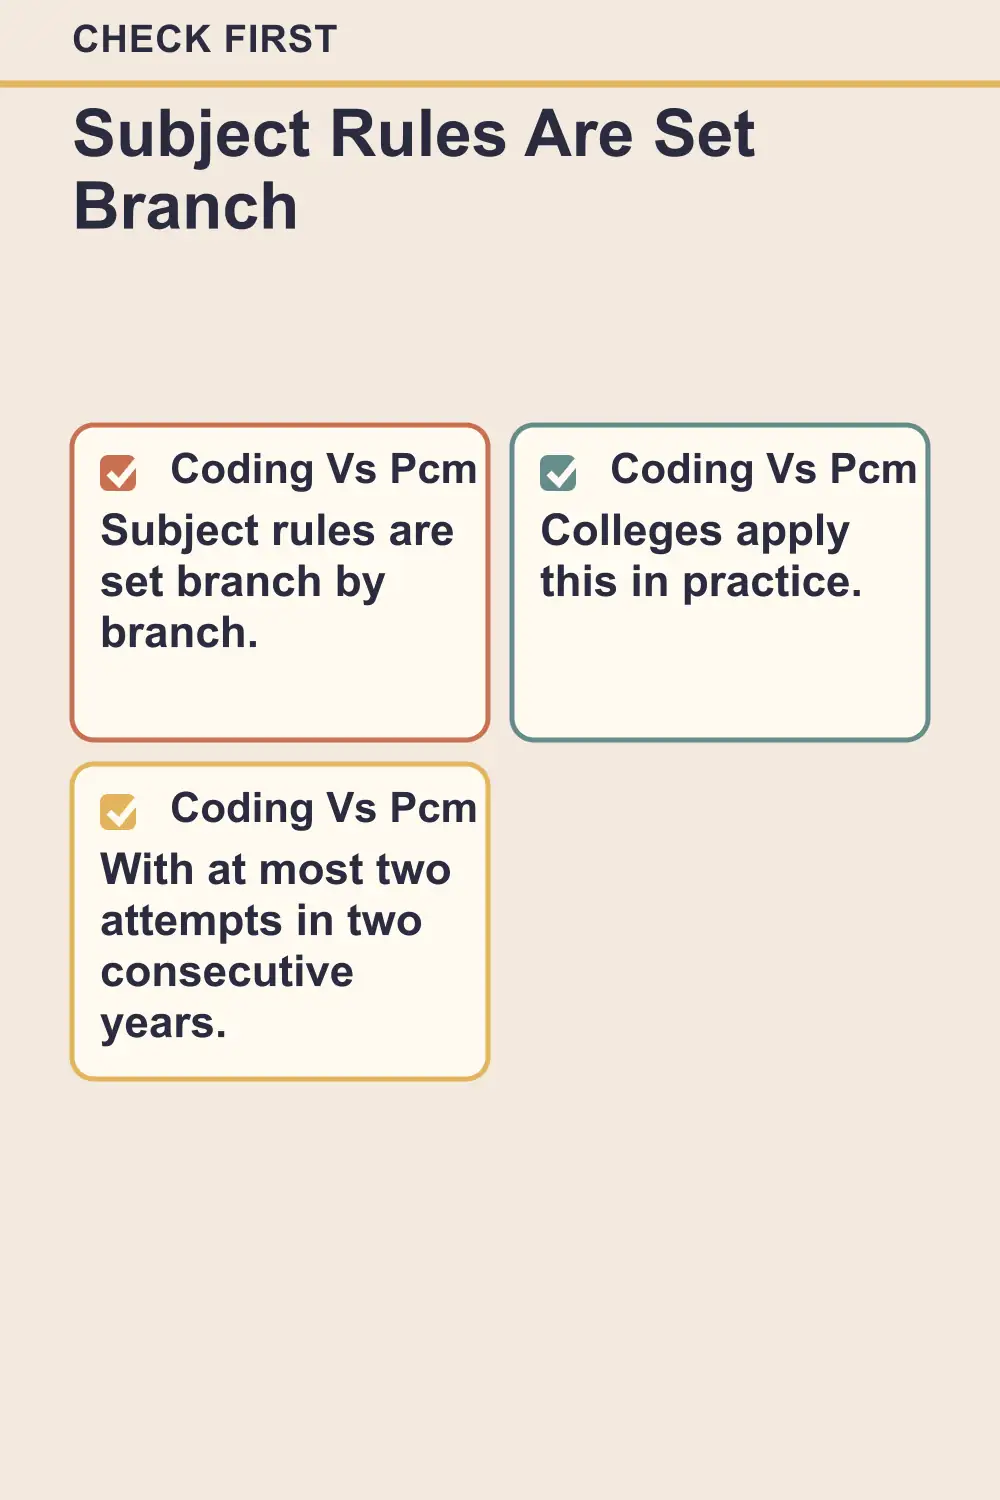 CHECK FIRST
Subject Rules Are Set
Branch
Coding Vs Pcm
Subject rules are
set branch by
branch.
Coding Vs Pcm
Colleges apply
this in practice.
Coding Vs Pcm
With at most two
attempts in two
consecutive
years.